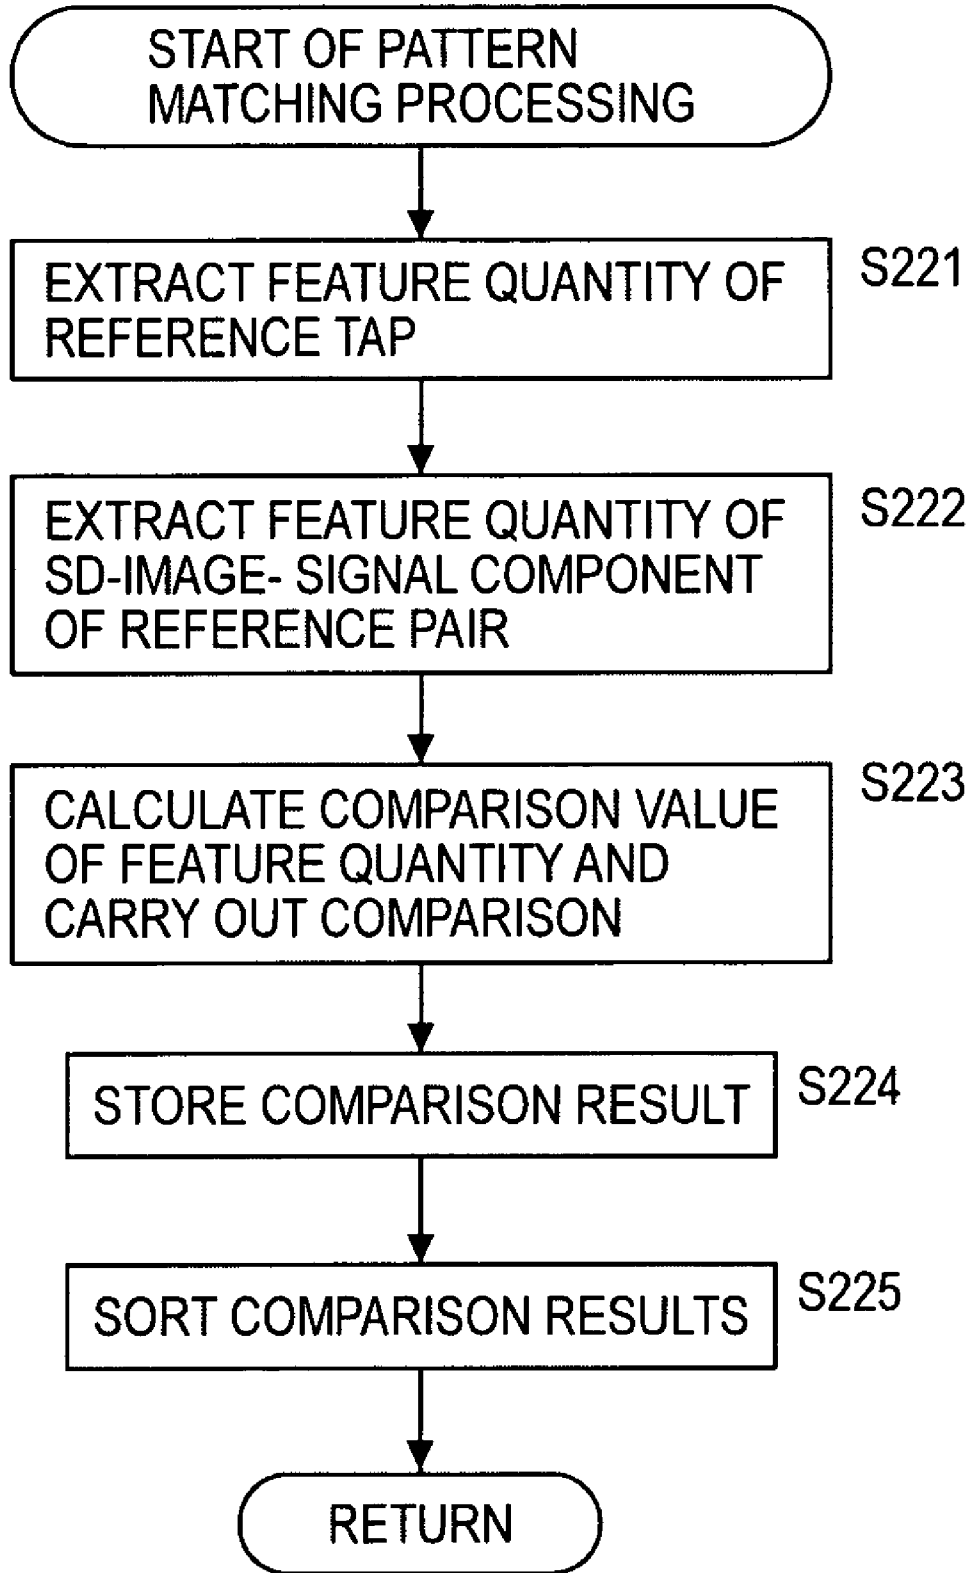 START OF PATTERN
MATCHING PROCESSING
EXTRACT FEATURE QUANTITY OF
REFERENCE TAP
S221
EXTRACT FEATURE QUANTITY OF
SD-IMAGE- SIGNAL COMPONENT
OF REFERENCE PAIR
S222
CALCULATE COMPARISON VALUE
OF FEATURE QUANTITY AND
CARRY OUT COMPARISON
S223
STORE COMPARISON RESULT
S224
SORT COMPARISON RESULTS
S225
RETURN